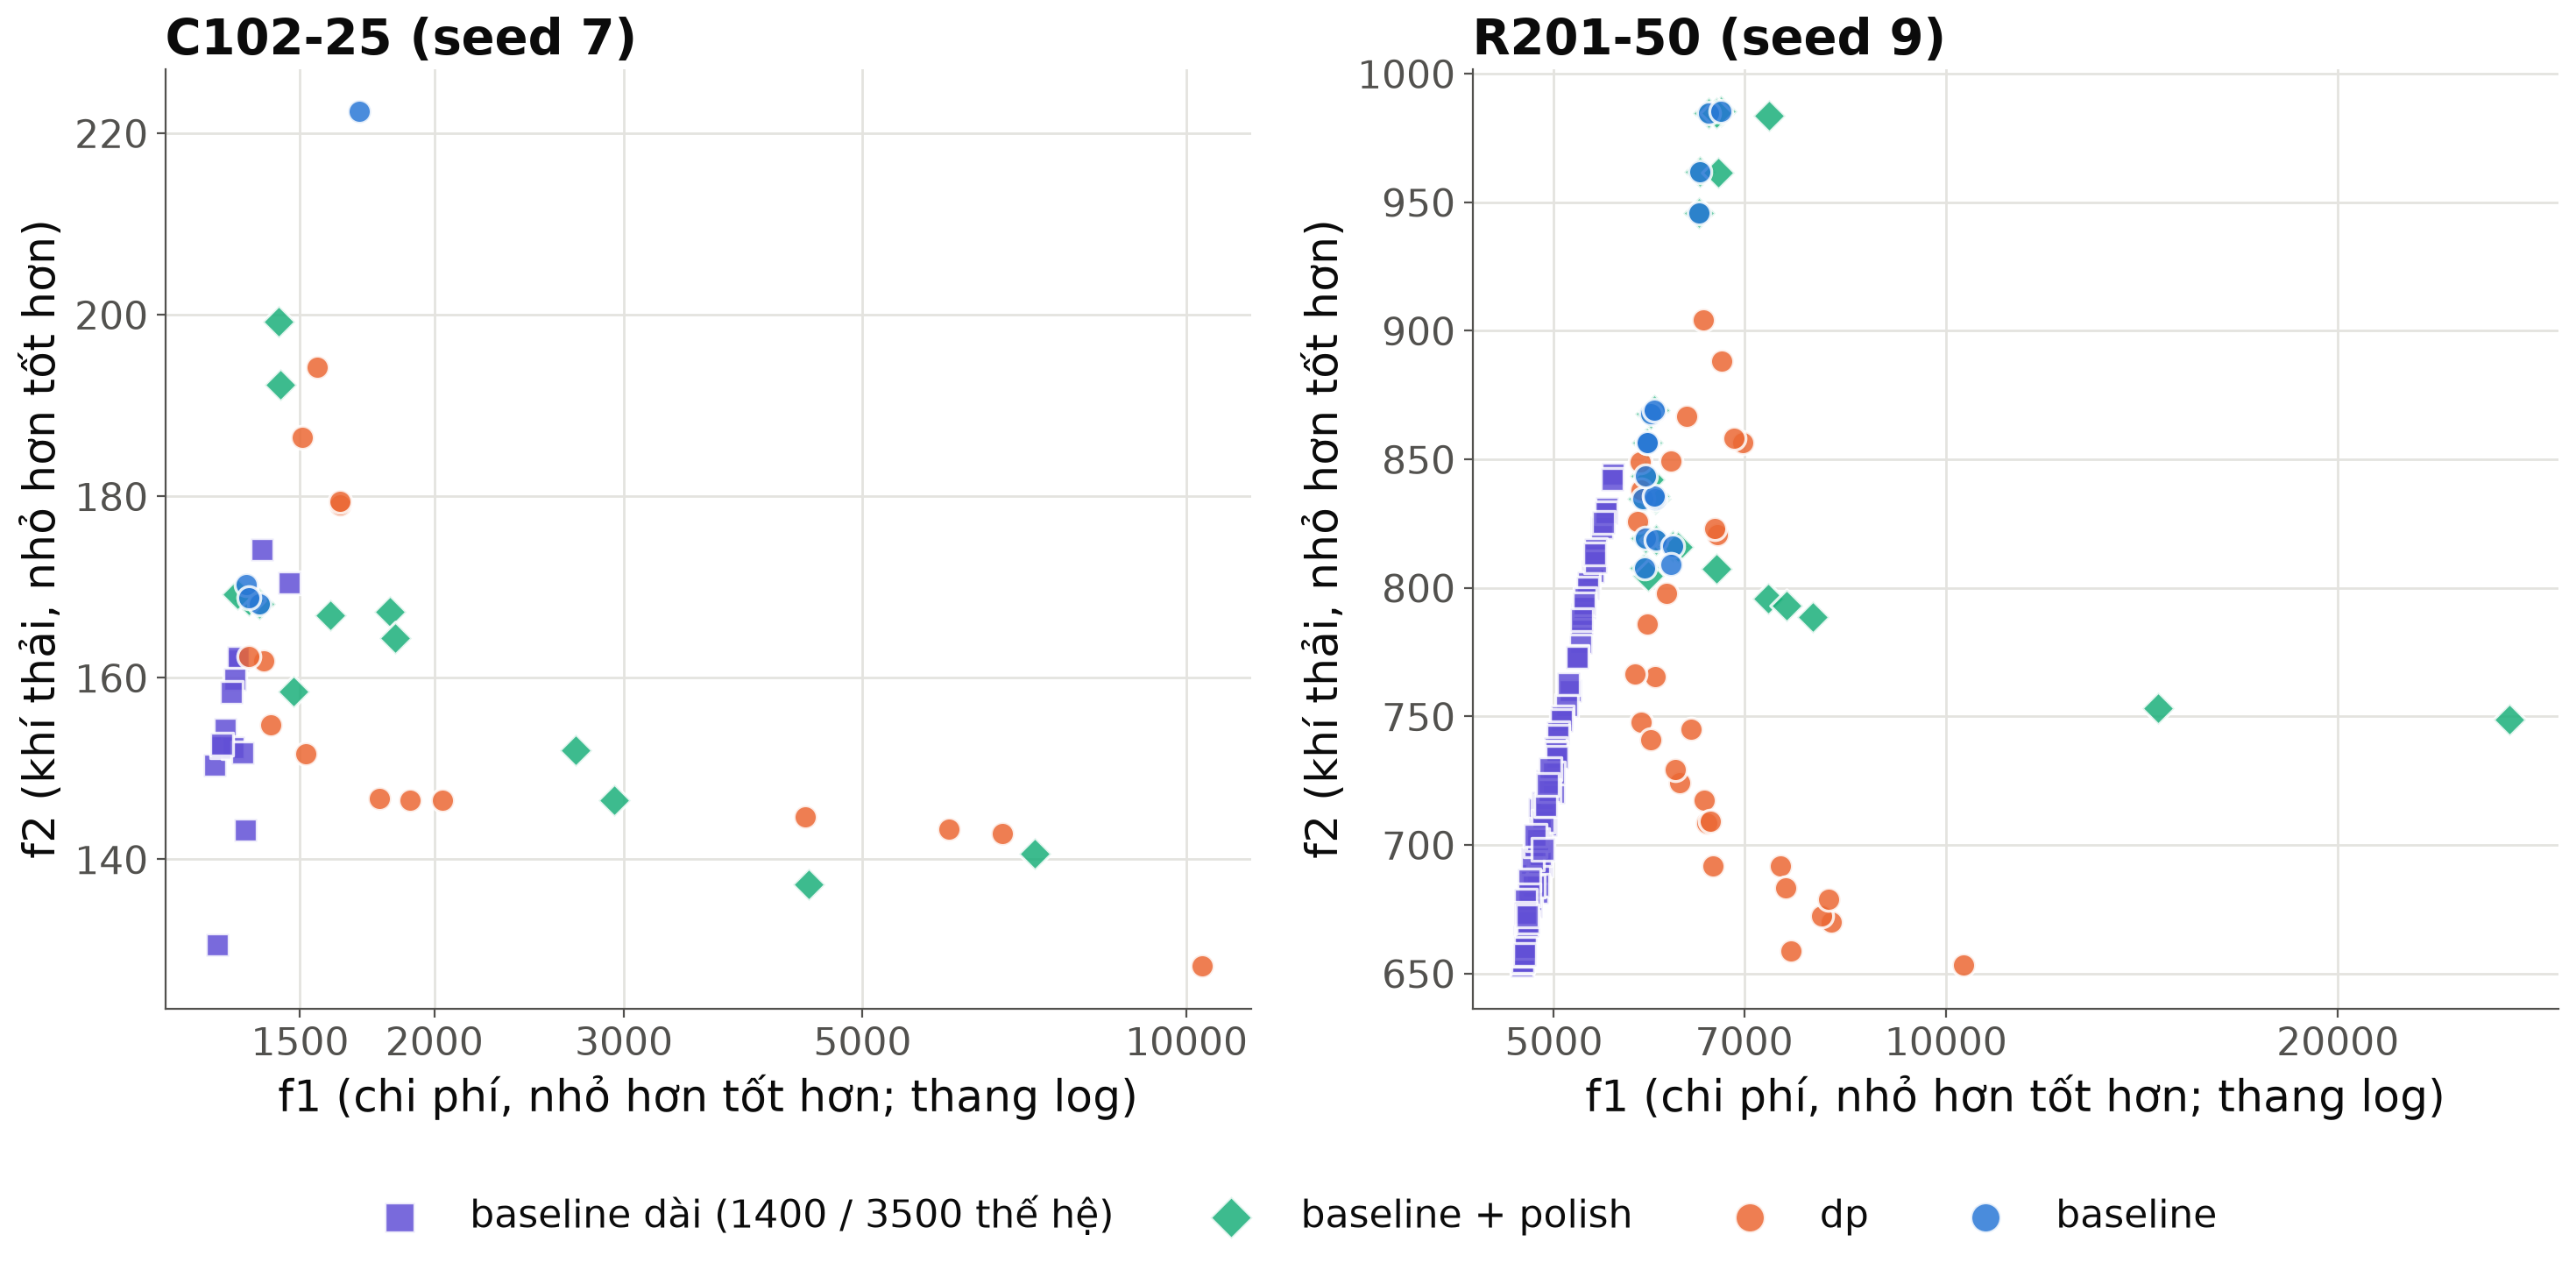 C102-25 (seed 7)
f2 (khí thải, nhỏ hơn tốt hơn)
220
200
180
160
140
1500
2000
3000
5000
10000
f1 (chi phí, nhỏ hơn tốt hơn; thang log)
R201-50 (seed 9)
f2 (khí thải, nhỏ hơn tốt hơn)
1000
950
900
850
800
750
700
650
5000
7000
10000
20000
f1 (chi phí, nhỏ hơn tốt hơn; thang log)
baseline dài (1400 / 3500 thế hệ)
baseline + polish
dp
baseline